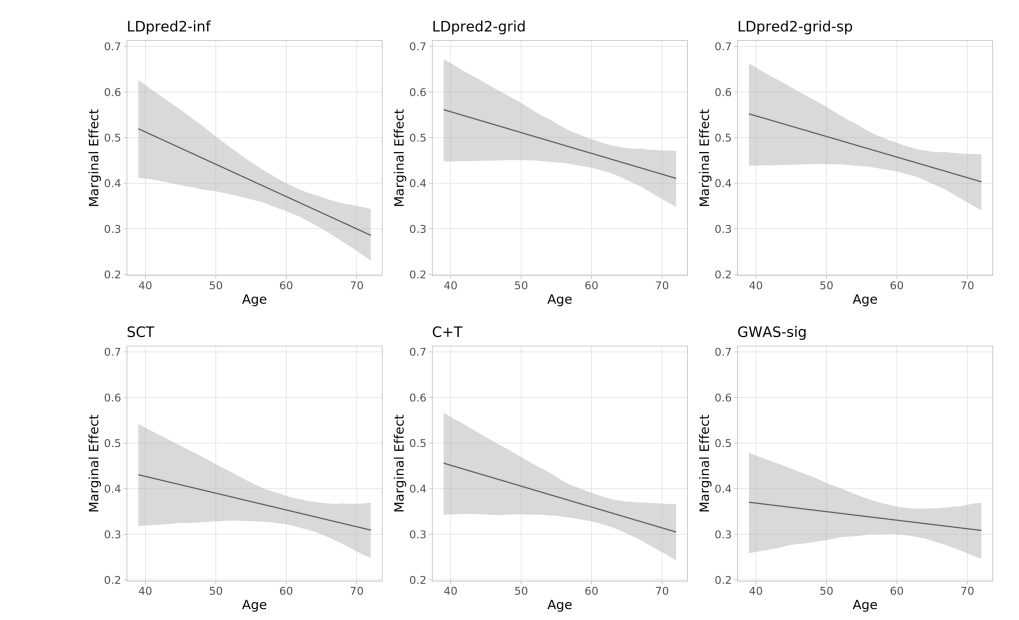 LDpred2-inf LDpred2-grid LDpred2-grid-sp
0.7 0.7 0.7
0.6 0.6 0.6
0.5 0.5 0.5
0.4 0.4 0.4
0.3 0.3 0.3
0.2 0.2 0.2
Marginal Effect Marginal Effect Marginal Effect
40 50 60 70 40 50 60 70 40 50 60 70
Age Age Age
SCT C+T GWAS-sig
0.7 0.7 0.7
0.6 0.6 0.6
0.5 0.5 0.5
0.4 0.4 0.4
0.3 0.3 0.3
0.2 0.2 0.2
Marginal Effect Marginal Effect Marginal Effect
40 50 60 70 40 50 60 70 40 50 60 70
Age Age Age